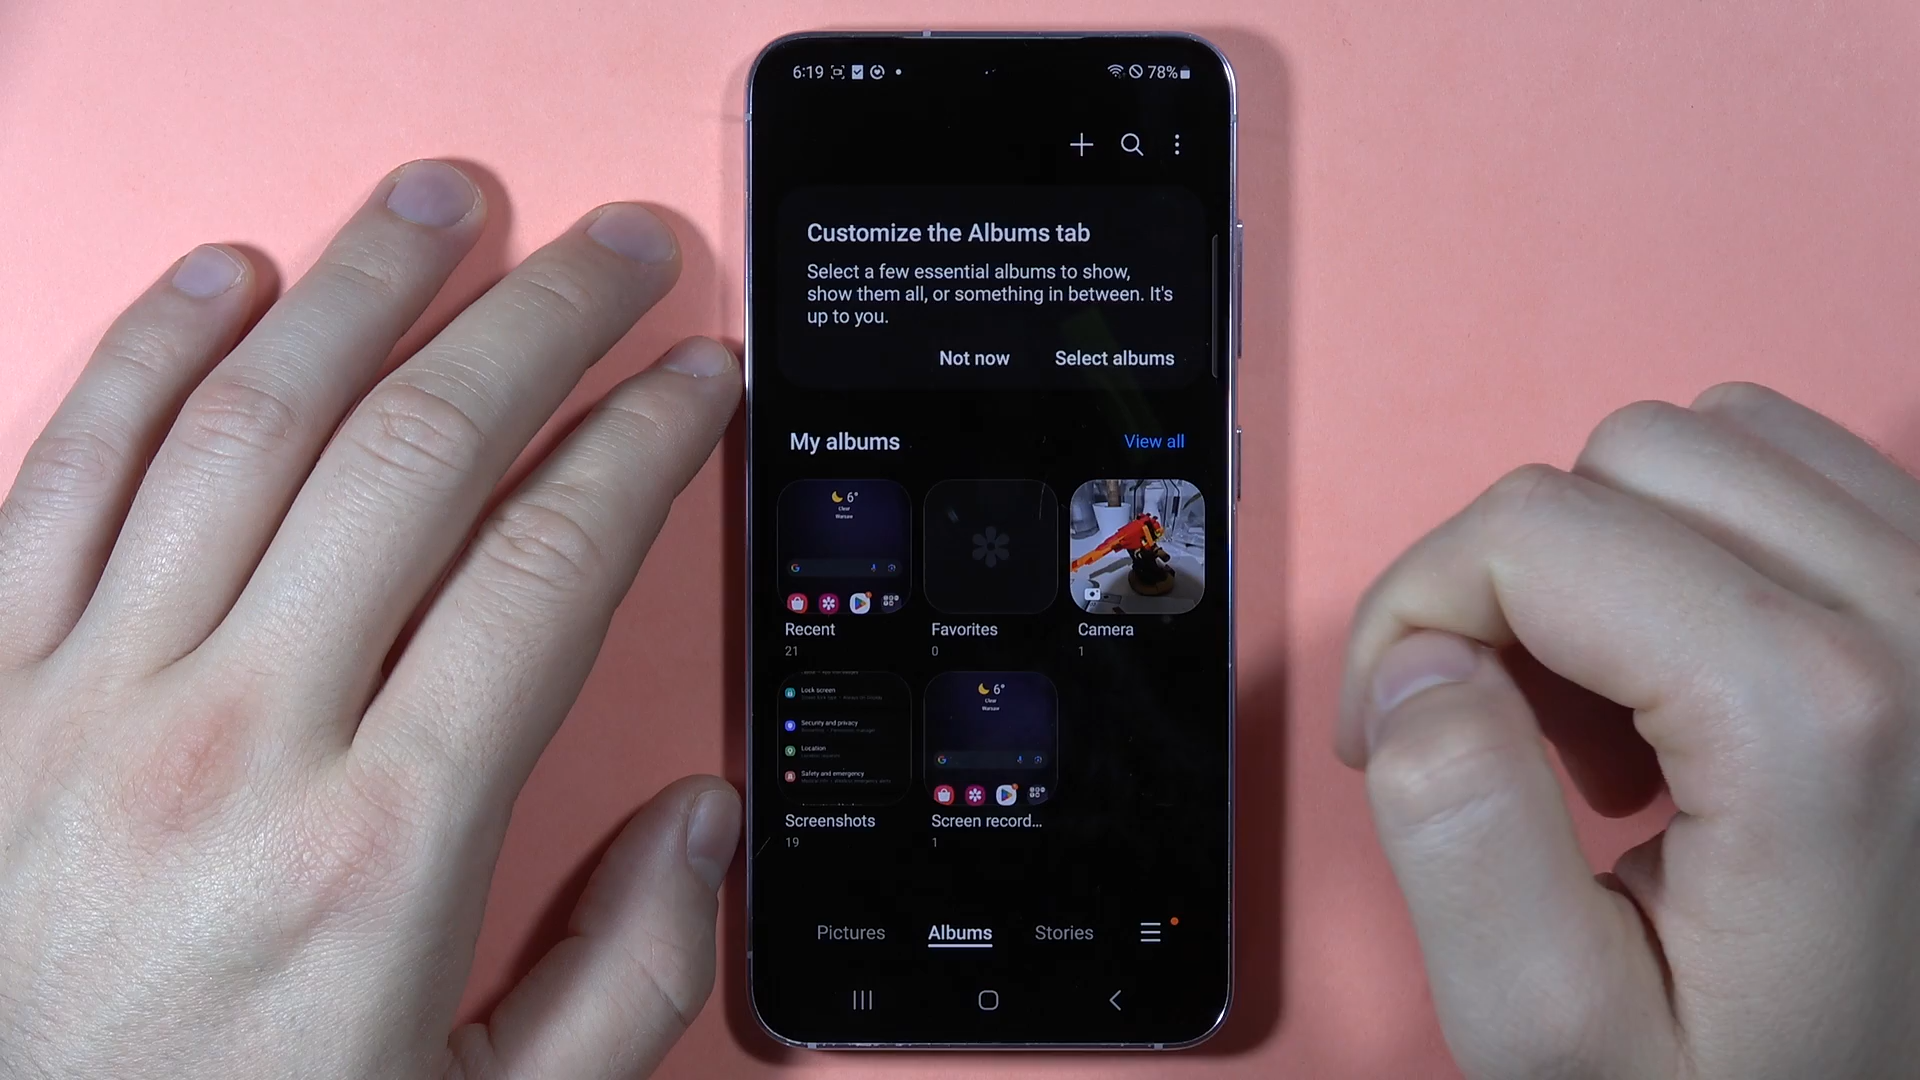 6:19
78%
Customize the Albums tab
Select a few essential albums to show,
show them all, or something in between. It's
up to you.
Not now
Select albums
My albums
View all
6°
Clear
Warsaw
Recent
21
Favorites
0
Camera
1
Lock screen
Security and privacy
Location
Safety and emergency
6°
Clear
Warsaw
Screenshots
19
Screen record...
1
Pictures
Albums
Stories